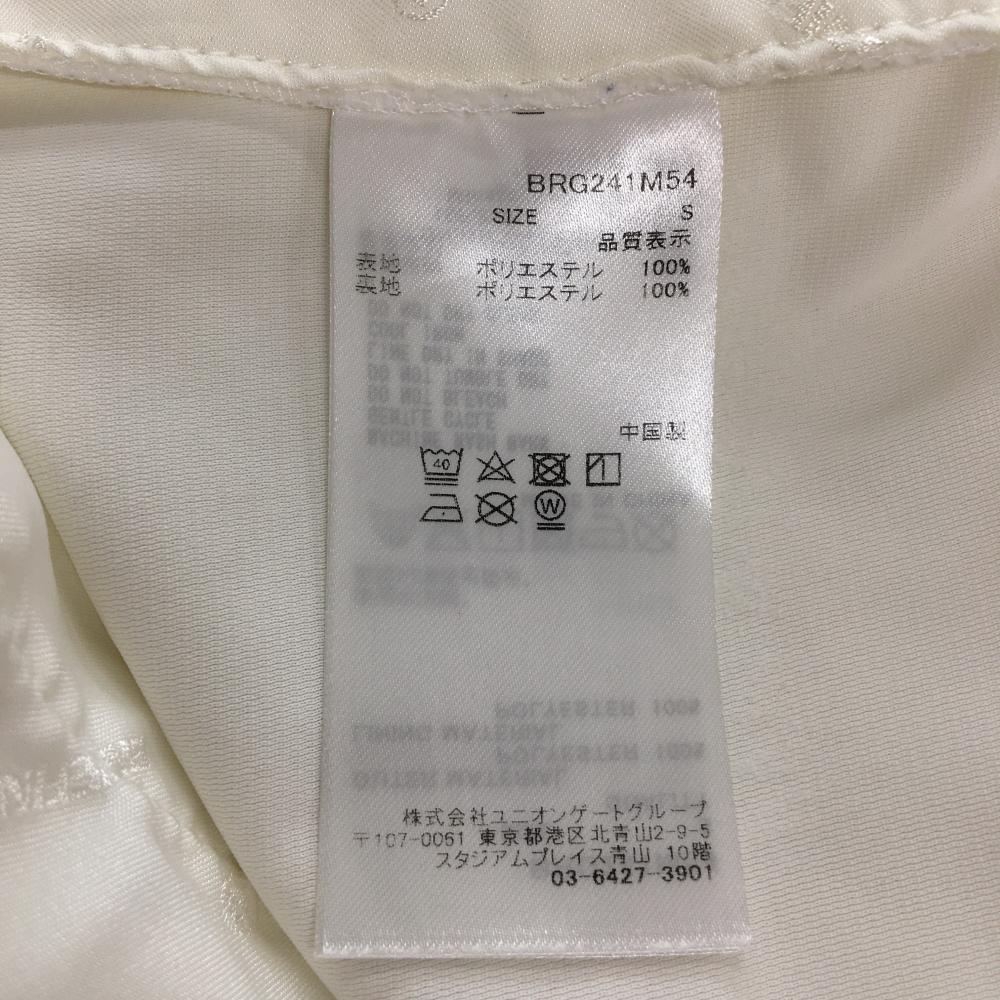 BRG241M54
SIZE S
品質表示
表地 ポリエステル 100%
裏地 ポリエステル 100%
中国製
40
W
株式会社ユニオンゲートグループ
〒107-0061 東京都港区北青山2-9-5
スタジアムプレイス青山 10階
03-6427-3901